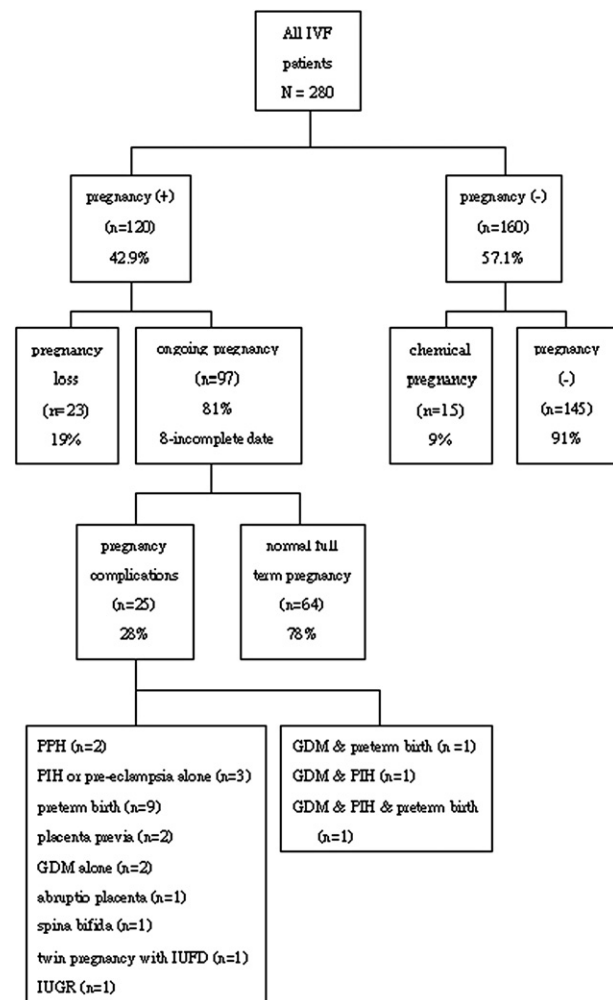 All IVF
patients
N = 280
pregnancy (+)
(n=120)
42.9%
pregnancy (-)
(n=160)
57.1%
pregnancy
loss
(n=23)
19%
ongoing pregnancy
(n=97)
81%
8-incomplete date
chemical
pregnancy
(n=15)
9%
pregnancy
(-)
(n=145)
91%
pregnancy
complications
(n=25)
28%
normal full
term pregnancy
(n=64)
78%
PPH (n=2)
PIH or pre-eclampsia alone (n=3)
preterm birth (n=9)
placenta previa (n=2)
GDM alone (n=2)
abruptio placenta (n=1)
spina bifida (n=1)
twin pregnancy with IUFD (n=1)
IUGR (n=1)
GDM & preterm birth (n =1)
GDM & PIH (n=1)
GDM & PIH & preterm birth
(n=1)